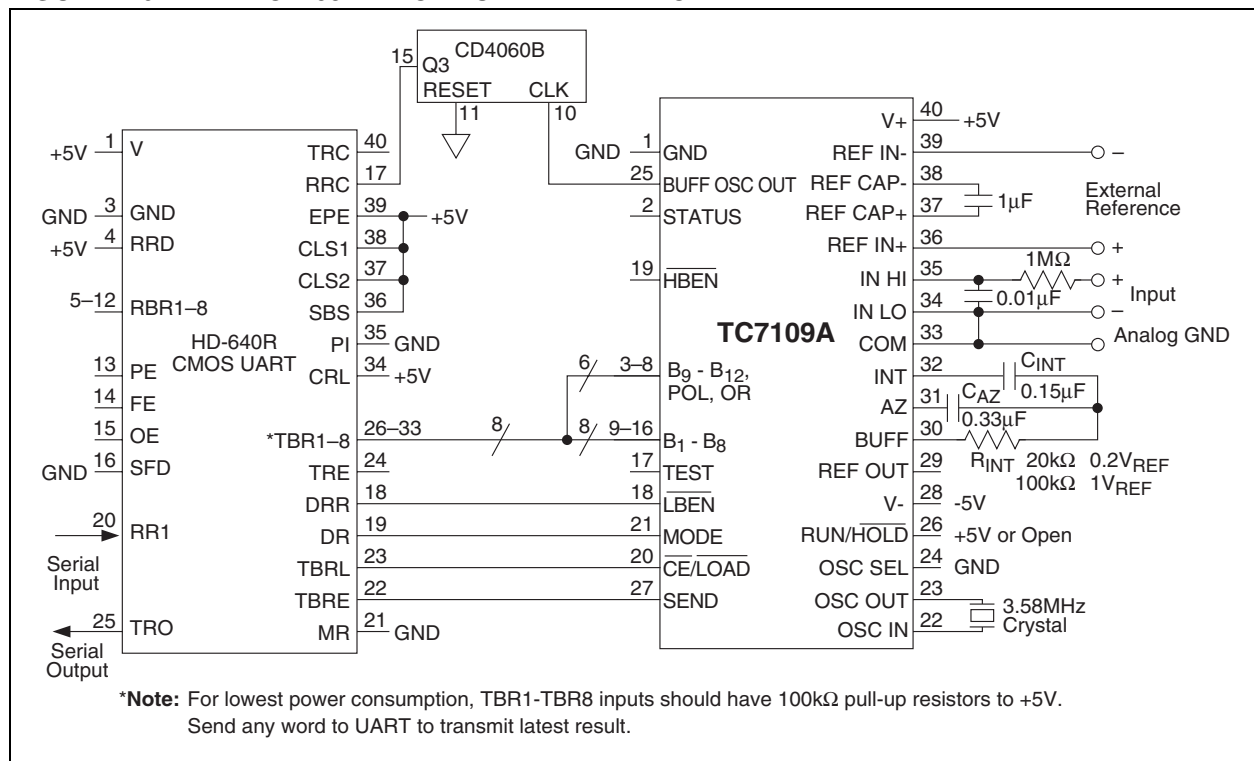 CD4060B
15 Q3
RESET CLK
11 10
HD-640R
CMOS UART
+5V 1 V
GND 3 GND
+5V 4 RRD
5–12 RBR1–8
13 PE
14 FE
15 OE
GND 16 SFD
20 RR1
Serial
Input
25 TRO
Serial
Output
TRC 40
RRC 17
EPE 39 +5V
CLS1 38
CLS2 37
SBS 36
PI 35 GND
CRL 34 +5V
*TBR1–8 26–33 8
TRE 24
DRR 18
DR 19
TBRL 23
TBRE 22
MR 21 GND
TC7109A
GND 1 GND
25 BUFF OSC OUT
2 STATUS
19 HBEN
6 3–8 B9 - B12,
POL, OR
8 9–16 B1 - B8
17 TEST
18 LBEN
21 MODE
20 CE/LOAD
27 SEND
V+ 40 +5V
REF IN- 39 –
REF CAP- 38
1µF
REF CAP+ 37
External
Reference
REF IN+ 36 +
1MΩ
IN HI 35 +
0.01µF
Input
IN LO 34 –
COM 33 Analog GND
INT 32 CINT
0.15µF
AZ 31 CAZ
0.33µF
BUFF 30
RINT 20kΩ 0.2VREF
100kΩ 1VREF
REF OUT 29
V- 28 -5V
RUN/HOLD 26 +5V or Open
OSC SEL 24 GND
OSC OUT 23
3.58MHz
Crystal
OSC IN 22
*Note: For lowest power consumption, TBR1-TBR8 inputs should have 100kΩ pull-up resistors to +5V.
Send any word to UART to transmit latest result.